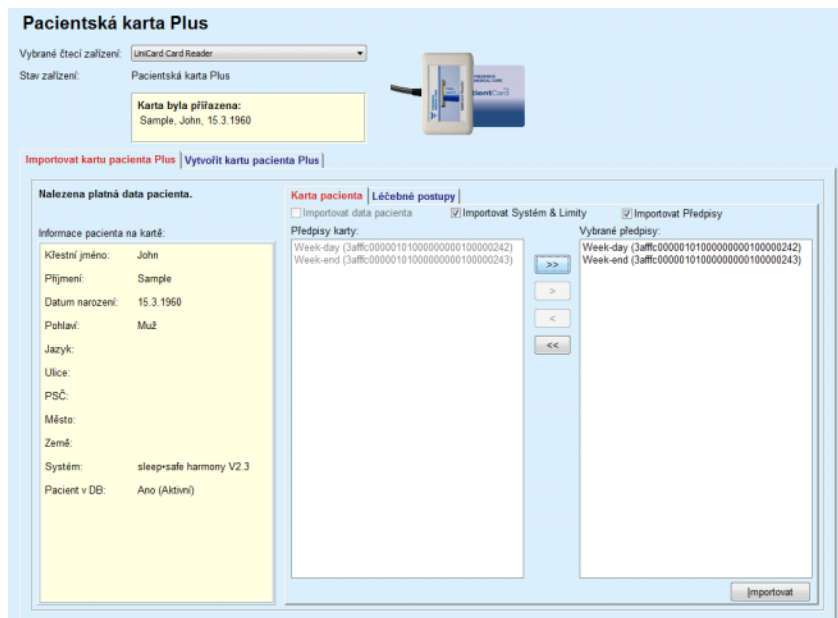 Pacientská karta Plus
Vybrané čtecí zařízení: UniCard Card Reader
Stav zařízení: Pacientská karta Plus
Karta byla přiřazena:
Sample, John, 15.3.1960
Importovat kartu pacienta Plus Vytvořit kartu pacienta Plus
Nalezena platná data pacienta.
Karta pacienta Léčebné postupy
Importovat data pacienta Importovat Systém & Limity Importovat Předpisy
Informace pacienta na kartě:
Předpisy karty:
Vybrané předpisy:
Křestní jméno: John
Příjmení: Sample
Datum narození: 15.3.1960
Pohlaví: Muž
Jazyk:
Ulice:
PSČ:
Město:
Země:
Systém: sleep•safe harmony V2.3
Pacient v DB: Ano (Aktivní)
Week-day (3afffc00000101000000000100000242)
Week-end (3afffc00000101000000000100000243)
>>
>
<
<<
Week-day (3afffc00000101000000000100000242)
Week-end (3afffc00000101000000000100000243)
Importovat